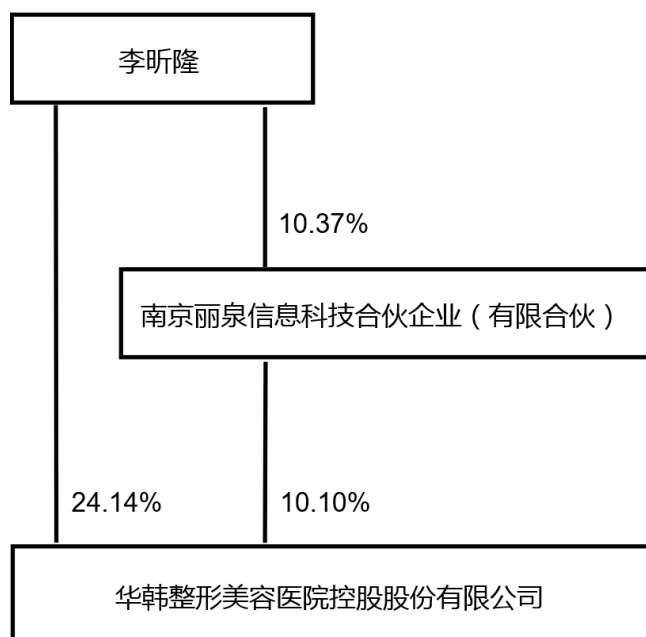 李昕隆
10.37%
南京丽泉信息科技合伙企业（有限合伙）
24.14%
10.10%
华韩整形美容医院控股股份有限公司